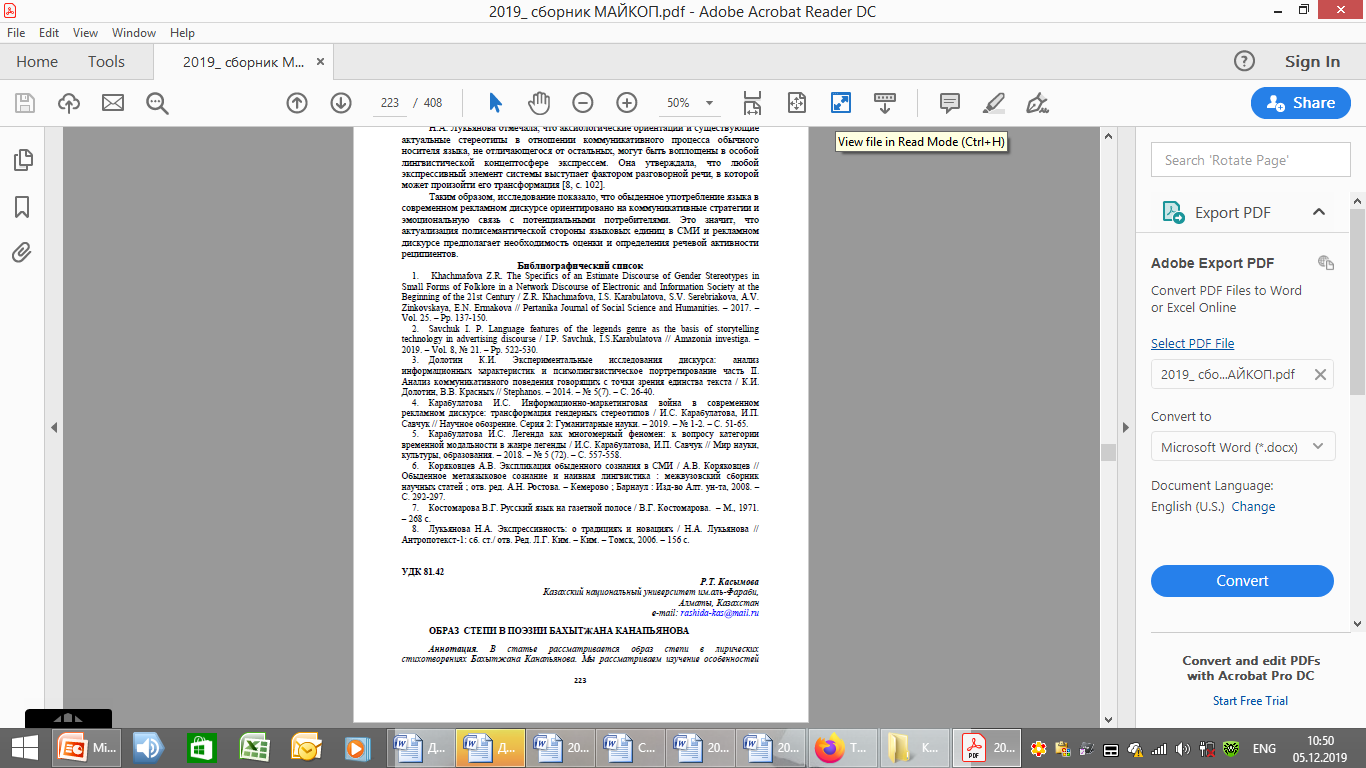 2019_ сборник МАЙКОП.pdf - Adobe Acrobat Reader DC
File Edit View Window Help
Home Tools 2019_ сборник М... × Sign In
223 / 408 50% Share
View file in Read Mode (Ctrl+H)
Н.А. Лукьянова отмечала, что аксиологические ориентации и существующие
актуальные стереотипы в отношении коммуникативного процесса обычного
носителя языка, не отличающегося от остальных, могут быть воплощены в особой
лингвистической концептосфере экспрессем. Она утверждала, что любой
экспрессивный элемент системы выступает фактором разговорной речи, в которой
может произойти его трансформация [8, с. 102].
Таким образом, исследование показало, что обыденное употребление языка в
современном рекламном дискурсе ориентировано на коммуникативные стратегии и
эмоциональную связь с потенциальными потребителями. Это значит, что
актуализация полисемантической стороны языковых единиц в СМИ и рекламном
дискурсе предполагает необходимость оценки и определения речевой активности
реципиентов.
Библиографический список
1. Khachmafova Z.R. The Specifics of an Estimate Discourse of Gender Stereotypes in
Small Forms of Folklore in a Network Discourse of Electronic and Information Society at the
Beginning of the 21st Century / Z.R. Khachmafova, I.S. Karabulatova, S.V. Serebriakova, A.V.
Zinkovskaya, E.N. Ermakova // Pertanika Journal of Social Science and Humanities. – 2017. –
Vol. 25. – Pp. 137-150.
2. Savchuk I. P. Language features of the legends genre as the basis of storytelling
technology in advertising discourse / I.P. Savchuk, I.S.Karabulatova // Amazonia investiga. –
2019. – Vol. 8, № 21. – Pp. 522-530.
3. Долотин К.И. Экспериментальные исследования дискурса: анализ
информационных характеристик и психолингвистическое портретирование часть II.
Анализ коммуникативного поведения говорящих с точки зрения единства текста / К.И.
Долотин, В.В. Красных // Stephanos. – 2014. – № 5(7). – С. 26-40.
4. Карабулатова И.С. Информационно-маркетинговая война в современном
рекламном дискурсе: трансформация гендерных стереотипов / И.С. Карабулатова, И.П.
Савчук // Научное обозрение. Серия 2: Гуманитарные науки. – 2019. – № 1-2. – С. 51-65.
5. Карабулатова И.С. Легенда как многомерный феномен: к вопросу категории
временной модальности в жанре легенды / И.С. Карабулатова, И.П. Савчук // Мир науки,
культуры, образования. – 2018. – № 5 (72). – С. 557-558.
6. Коряковцев А.В. Экспликация обыденного сознания в СМИ / А.В. Коряковцев //
Обыденное метаязыковое сознание и наивная лингвистика : межвузовский сборник
научных статей ; отв. ред. А.Н. Ростова. – Кемерово ; Барнаул : Изд-во Алт. ун-та, 2008. –
С. 292-297.
7. Костомарова В.Г. Русский язык на газетной полосе / В.Г. Костомарова. – М., 1971.
– 268 с.
8. Лукьянова Н.А. Экспрессивность: о традициях и новациях / Н.А. Лукьянова //
Антропотекст-1: сб. ст./ отв. Ред. Л.Г. Ким. – Ким. – Томск, 2006. – 156 с.
УДК 81.42
Р.Т. Касымова
Казахский национальный университет им.аль-Фараби,
Алматы, Казахстан
e-mail: rashida-kas@mail.ru
ОБРАЗ СТЕПИ В ПОЭЗИИ БАХЫТЖАНА КАНАПЬЯНОВА
Аннотация. В статье рассматривается образ степи в лирических
стихотворениях Бахытжана Канапьянова. Мы рассматриваем изучение особенностей
223
Search 'Rotate Page'
Export PDF
Adobe Export PDF
Convert PDF Files to Word
or Excel Online
Select PDF File
2019_ сбо...АЙКОП.pdf
Convert to
Microsoft Word (*.docx)
Document Language:
English (U.S.) Change
Convert
Convert and edit PDFs
with Acrobat Pro DC
Start Free Trial
Mi... Д... Д... 20... С... 20... 20... Т... К... 20... ENG 10:50
05.12.2019